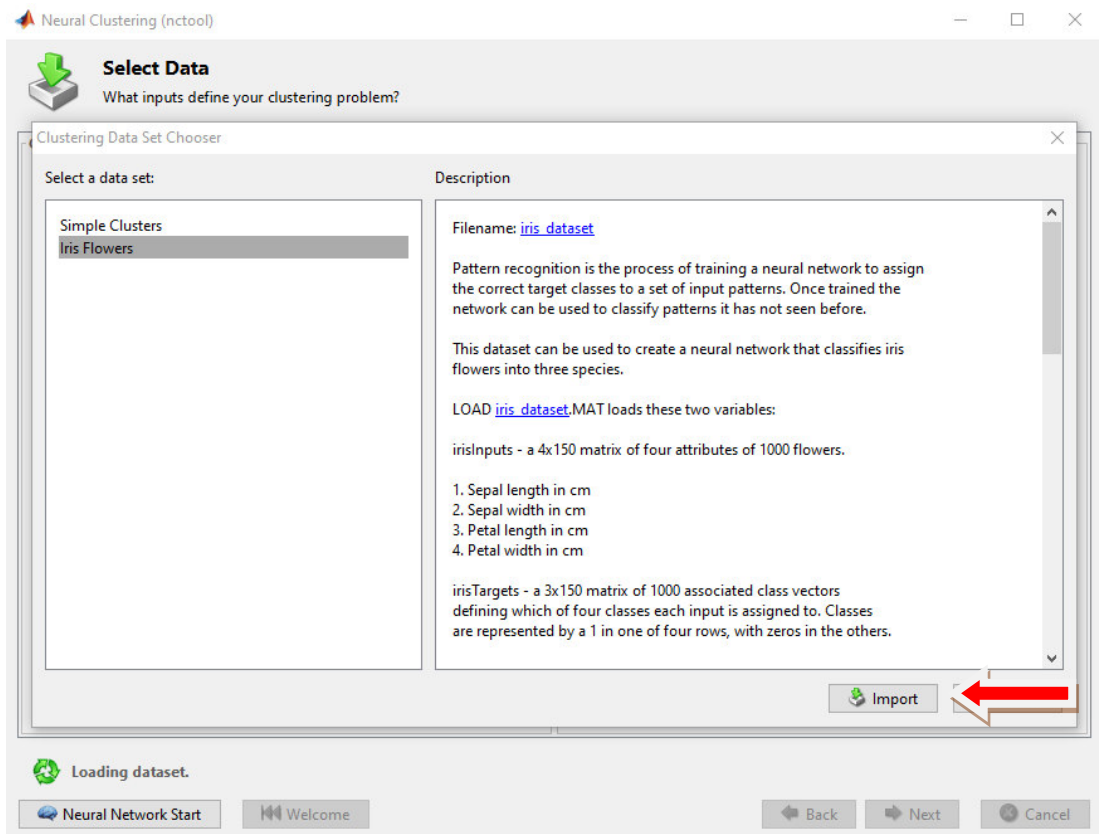 Neural Clustering (nctool)
Select Data
What inputs define your clustering problem?
Clustering Data Set Chooser
Select a data set:
Simple Clusters
Iris Flowers
Description
Filename: iris_dataset
Pattern recognition is the process of training a neural network to assign
the correct target classes to a set of input patterns. Once trained the
network can be used to classify patterns it has not seen before.
This dataset can be used to create a neural network that classifies iris
flowers into three species.
LOAD iris_dataset.MAT loads these two variables:
irisInputs - a 4x150 matrix of four attributes of 1000 flowers.
1. Sepal length in cm
2. Sepal width in cm
3. Petal length in cm
4. Petal width in cm
irisTargets - a 3x150 matrix of 1000 associated class vectors
defining which of four classes each input is assigned to. Classes
are represented by a 1 in one of four rows, with zeros in the others.
Import
Loading dataset.
Neural Network Start
Welcome
Back
Next
Cancel